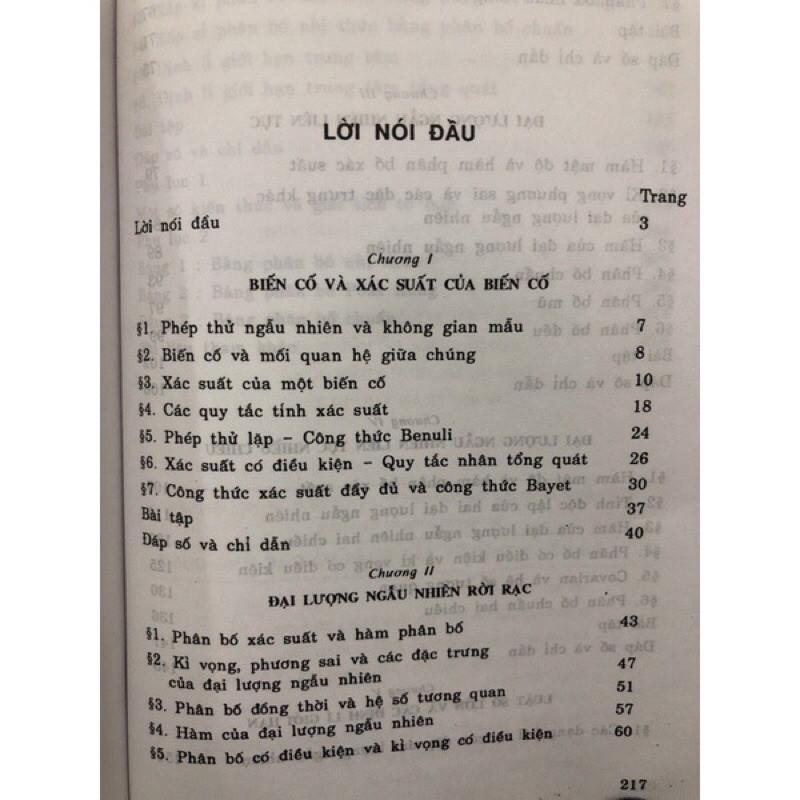 LỜI NÓI ĐẦU
Trang
Lời nói đầu 3
Chương I
BIẾN CỐ VÀ XÁC SUẤT CỦA BIẾN CỐ
§1. Phép thử ngẫu nhiên và không gian mẫu 7
§2. Biến cố và mối quan hệ giữa chúng 8
§3. Xác suất của một biến cố 10
§4. Các quy tắc tính xác suất 18
§5. Phép thử lặp – Công thức Benuli 24
§6. Xác suất có điều kiện – Quy tắc nhân tổng quát 26
§7. Công thức xác suất đầy đủ và công thức Bayet 30
Bài tập 37
Đáp số và chỉ dẫn 40
Chương II
ĐẠI LƯỢNG NGẪU NHIÊN RỜI RẠC
§1. Phân bố xác suất và hàm phân bố 43
§2. Kì vọng, phương sai và các đặc trưng
của đại lượng ngẫu nhiên 47
§3. Phân bố đồng thời và hệ số tương quan 51
§4. Hàm của đại lượng ngẫu nhiên 57
§5. Phân bố có điều kiện và kì vọng có điều kiện 60
217